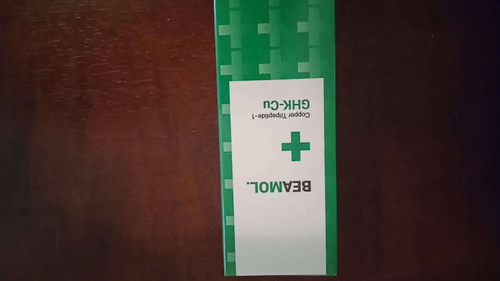 BEAMOL.
Copper Tripeptide-1
GHK-Cu